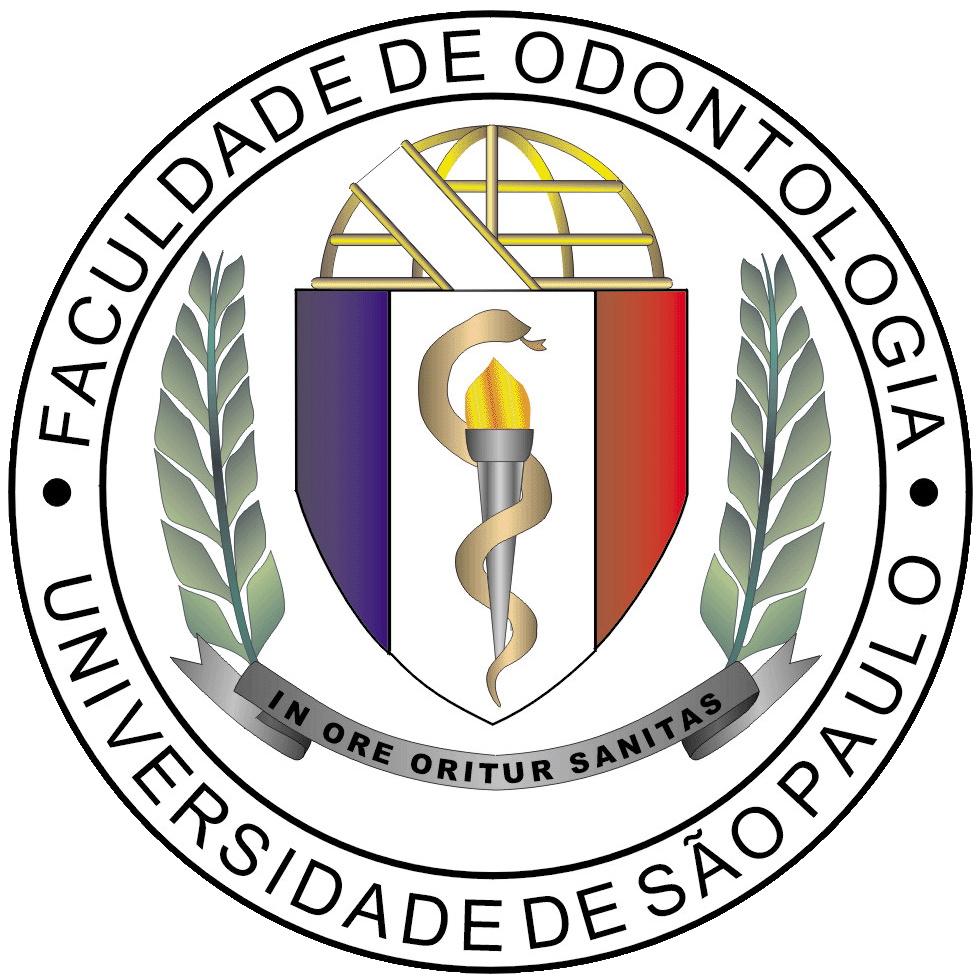 FACULDADE DE ODONTOLOGIA
IN ORE ORITUR SANITAS
UNIVERSIDADE DE SÃO PAULO